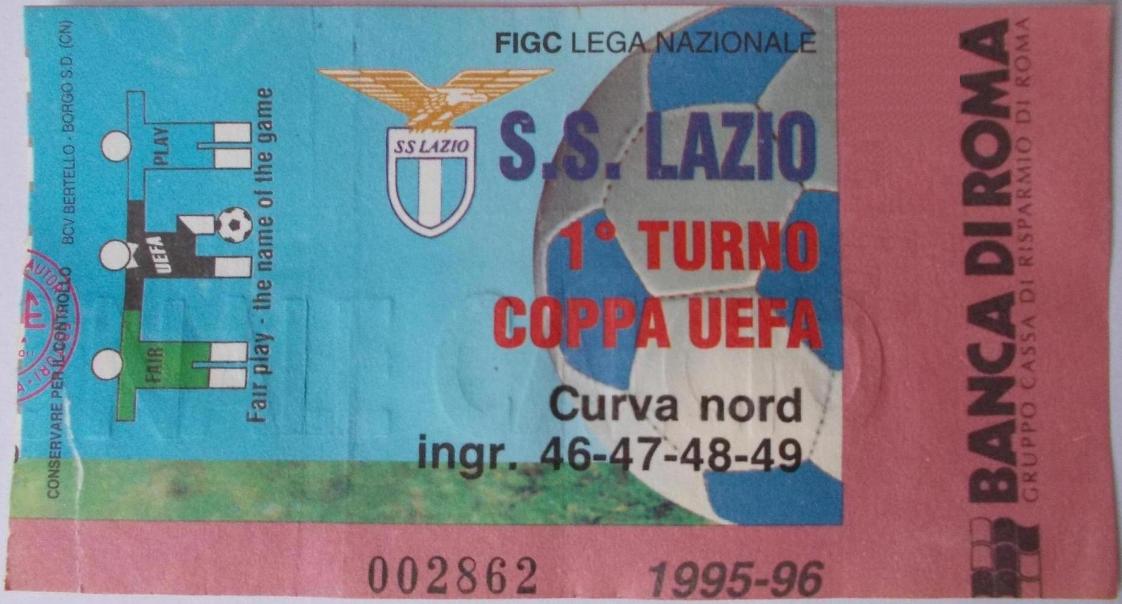 FIGC LEGA NAZIONALE
SS LAZIO
S.S. LAZIO
1° TURNO
COPPA UEFA
Curva nord
ingr. 46-47-48-49
002862
1995-96
CONSERVARE PER IL CONTROLLO
BCV BERTELLO - BORGO S.D. (CN)
FAIR
UEFA
PLAY
Fair play - the name of the game
BANCA DI ROMA
GRUPPO CASSA DI RISPARMIO DI ROMA